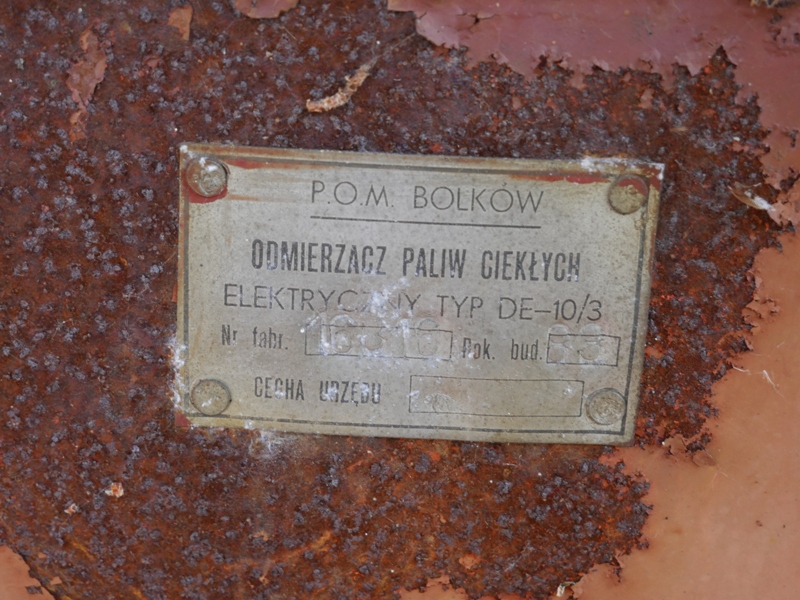 P.O.M. BOLKÓW
ODMIERZACZ PALIW CIEKŁYCH
ELEKTRYCZNY TYP DE-10/3
Nr fabr. Rok. bud.
CECHA URZĘDU